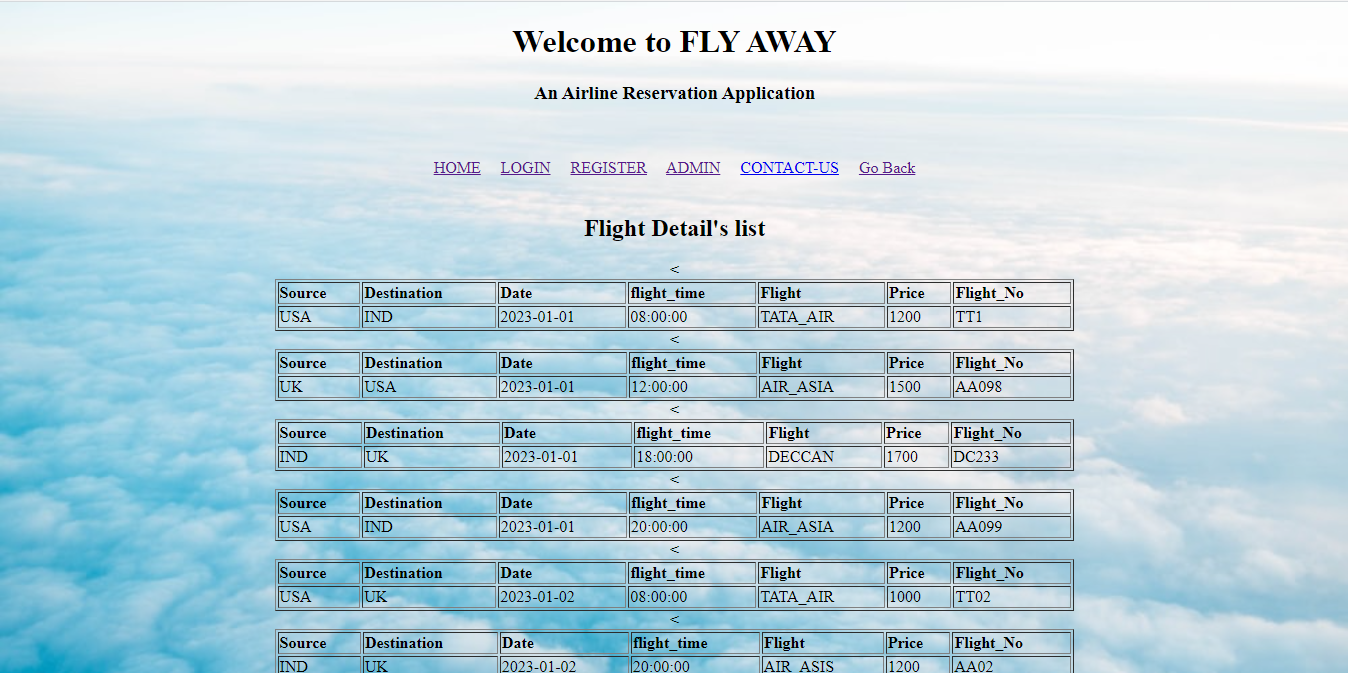 Welcome to FLY AWAY
An Airline Reservation Application
HOME LOGIN REGISTER ADMIN CONTACT-US Go Back
Flight Detail's list
<
Source Destination Date flight_time Flight Price Flight_No
USA IND 2023-01-01 08:00:00 TATA_AIR 1200 TT1
<
Source Destination Date flight_time Flight Price Flight_No
UK USA 2023-01-01 12:00:00 AIR_ASIA 1500 AA098
<
Source Destination Date flight_time Flight Price Flight_No
IND UK 2023-01-01 18:00:00 DECCAN 1700 DC233
<
Source Destination Date flight_time Flight Price Flight_No
USA IND 2023-01-01 20:00:00 AIR_ASIA 1200 AA099
<
Source Destination Date flight_time Flight Price Flight_No
USA UK 2023-01-02 08:00:00 TATA_AIR 1000 TT02
<
Source Destination Date flight_time Flight Price Flight_No
IND UK 2023-01-02 20:00:00 AIR_ASIS 1200 AA02